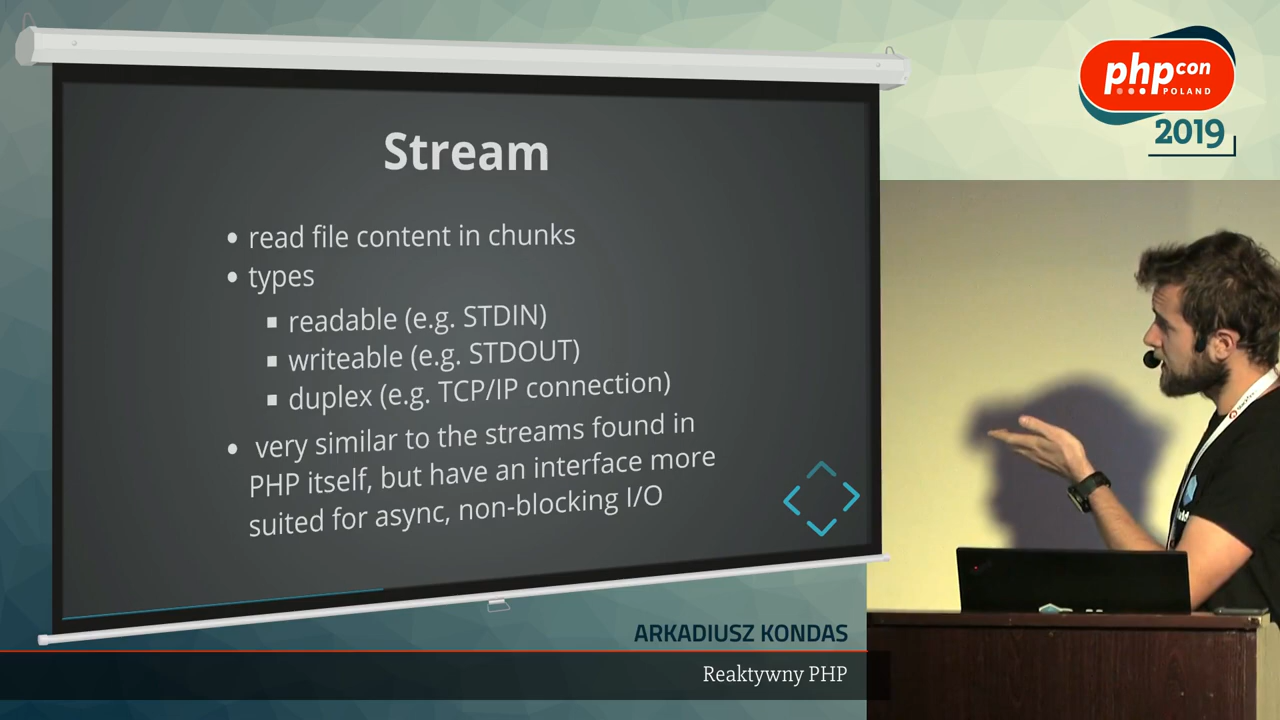 Stream
• read file content in chunks
• types
▪ readable (e.g. STDIN)
▪ writeable (e.g. STDOUT)
▪ duplex (e.g. TCP/IP connection)
• very similar to the streams found in
PHP itself, but have an interface more
suited for async, non-blocking I/O
phpcon
POLAND
2019
ARKADIUSZ KONDAS
Reaktywny PHP